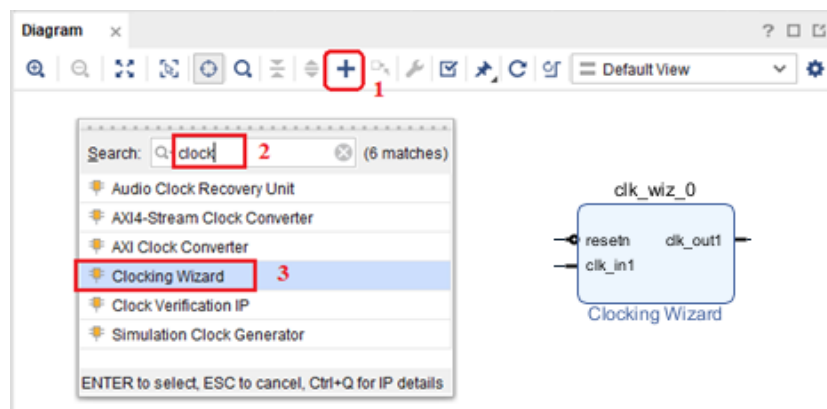 Diagram
Default View
1
Search: clock 2 (6 matches)
Audio Clock Recovery Unit
AXI4-Stream Clock Converter
AXI Clock Converter
Clocking Wizard 3
Clock Verification IP
Simulation Clock Generator
ENTER to select, ESC to cancel, Ctrl+Q for IP details
clk_wiz_0
resetn clk_out1
clk_in1
Clocking Wizard